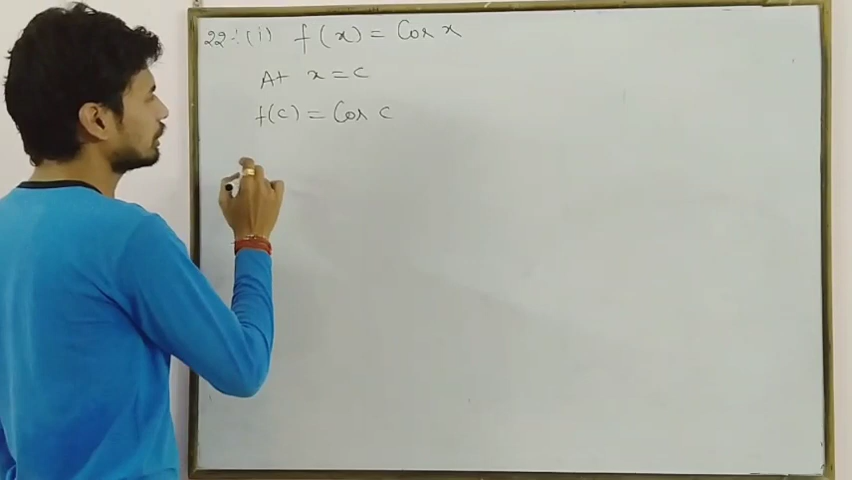 22.(i) f(x) = Cos x
At x = c
f(c) = Cos c